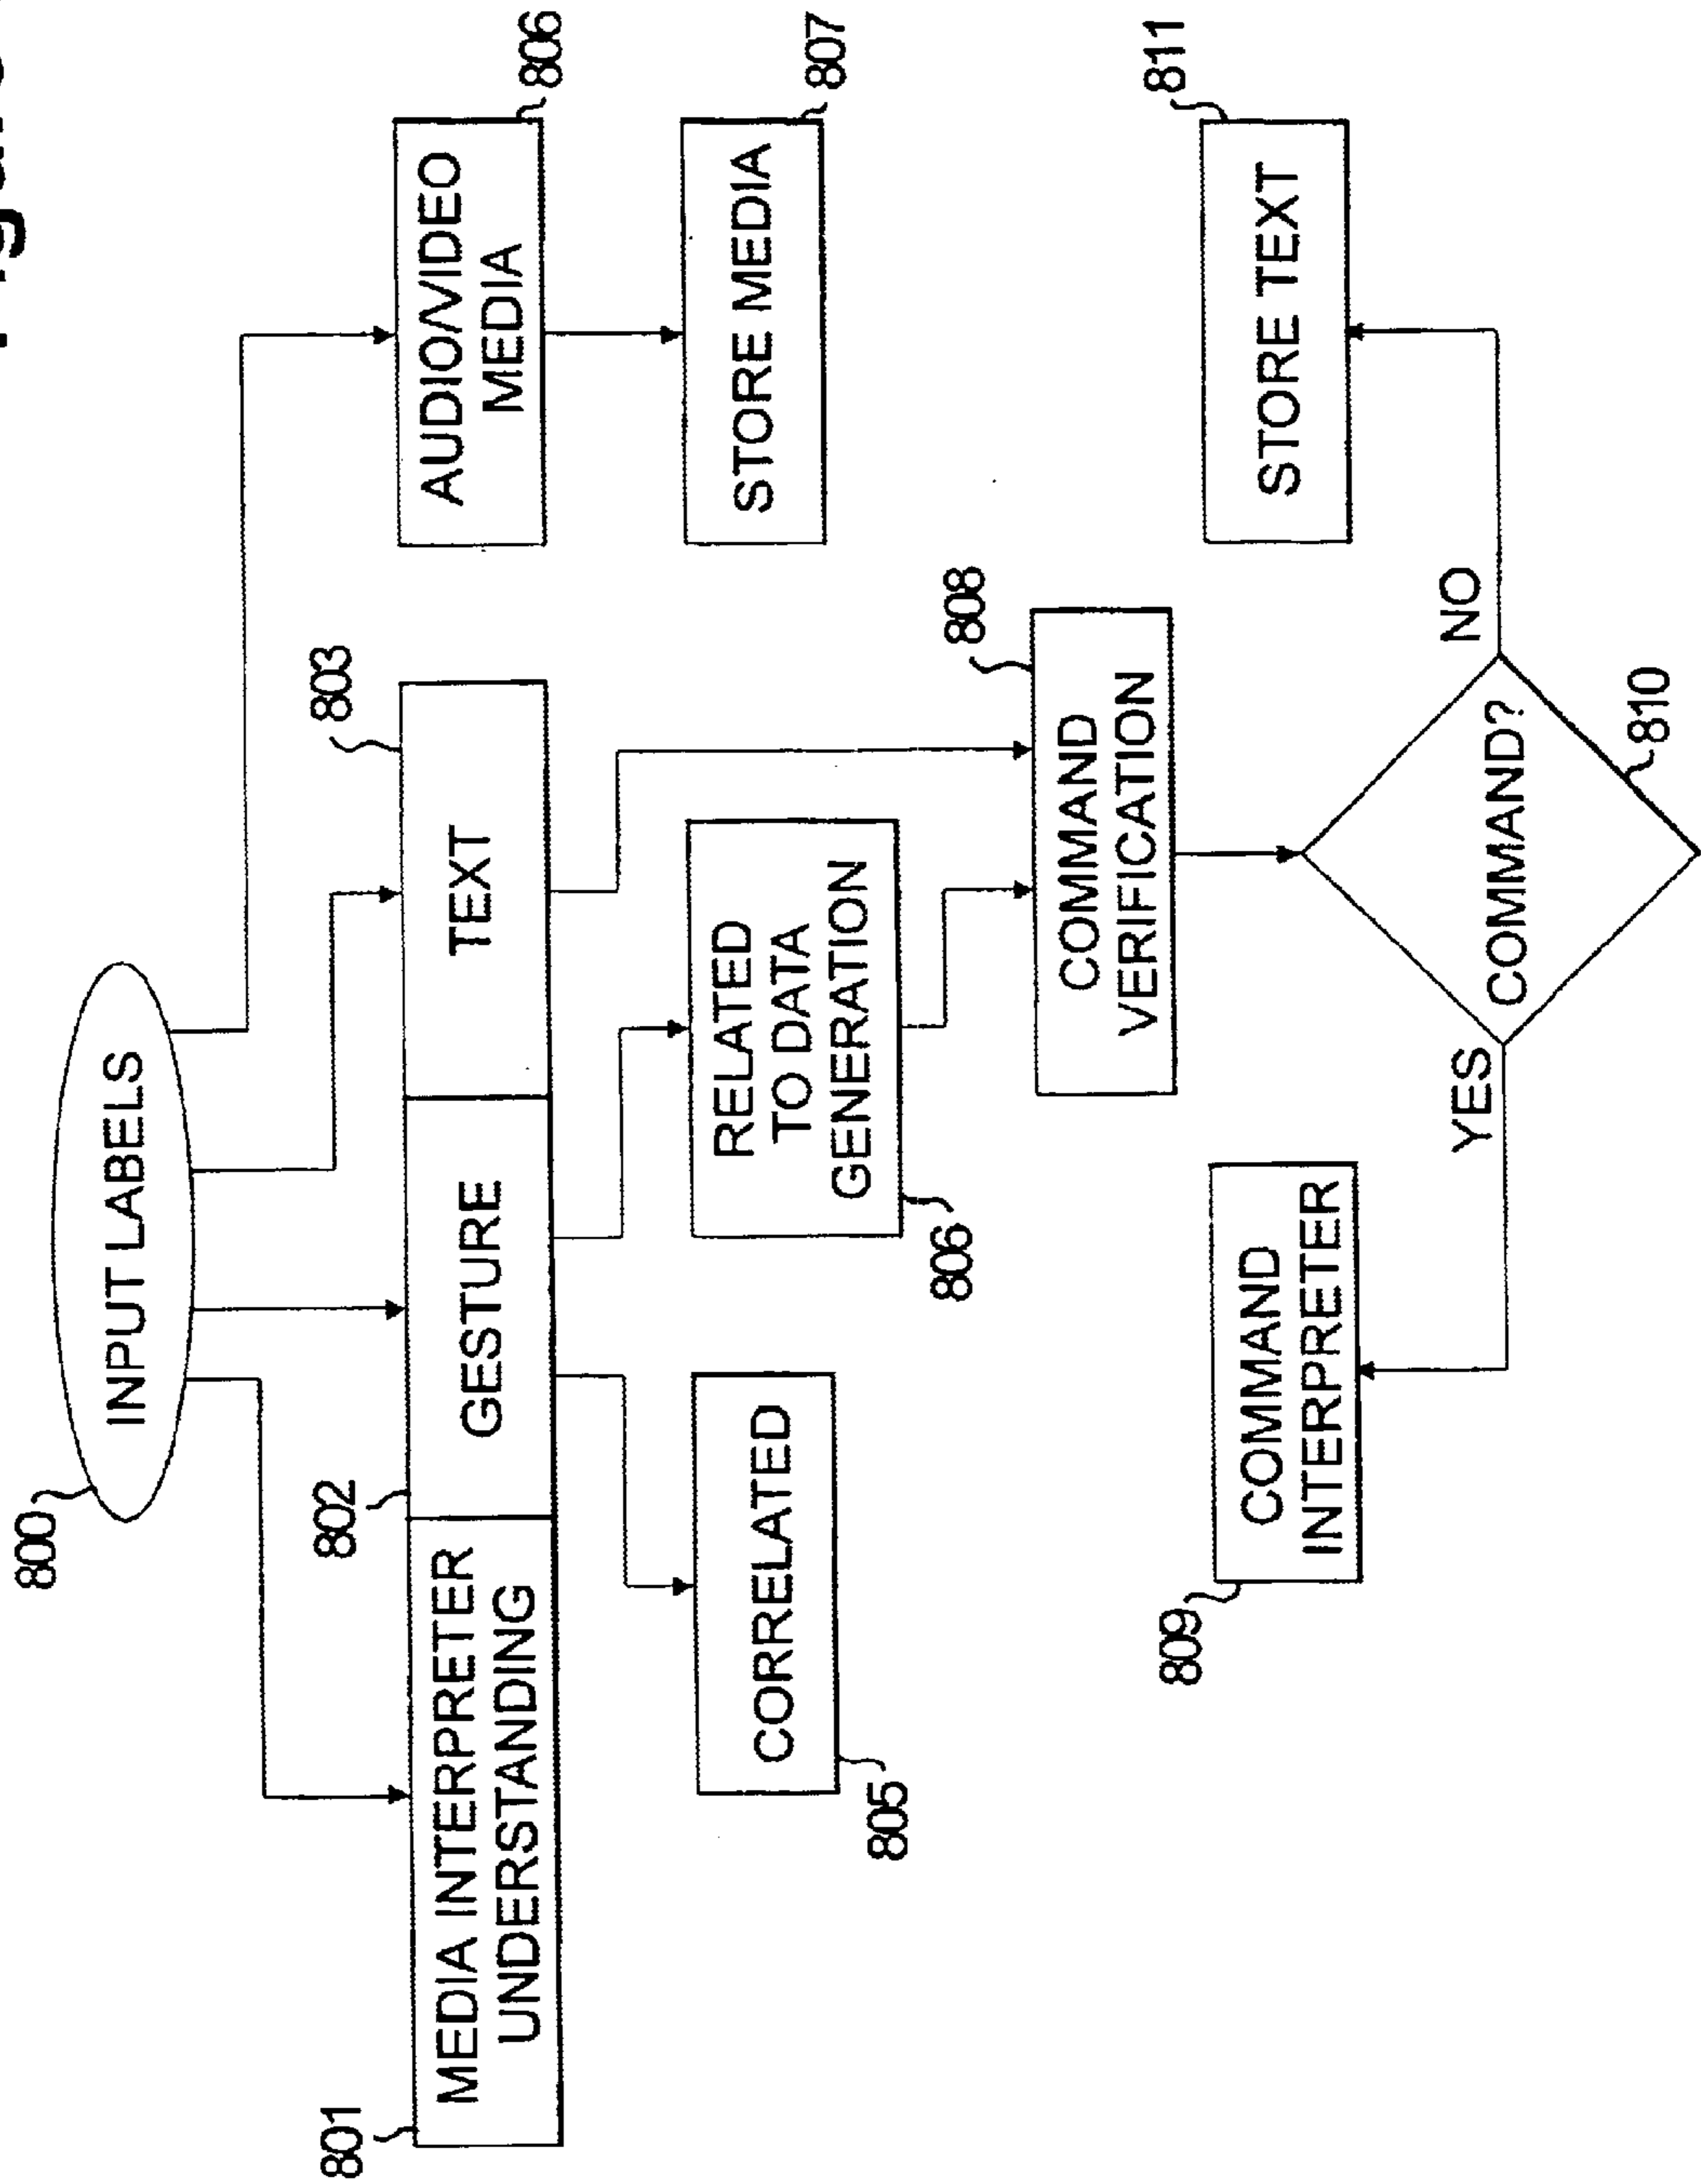 800
INPUT LABELS
801
MEDIA INTERPRETER
UNDERSTANDING
802
GESTURE
803
TEXT
806
AUDIO/VIDEO
MEDIA
805
CORRELATED
806
RELATED
TO DATA
GENERATION
807
STORE MEDIA
808
COMMAND
VERIFICATION
809
COMMAND
INTERPRETER
YES
COMMAND?
810
NO
811
STORE TEXT